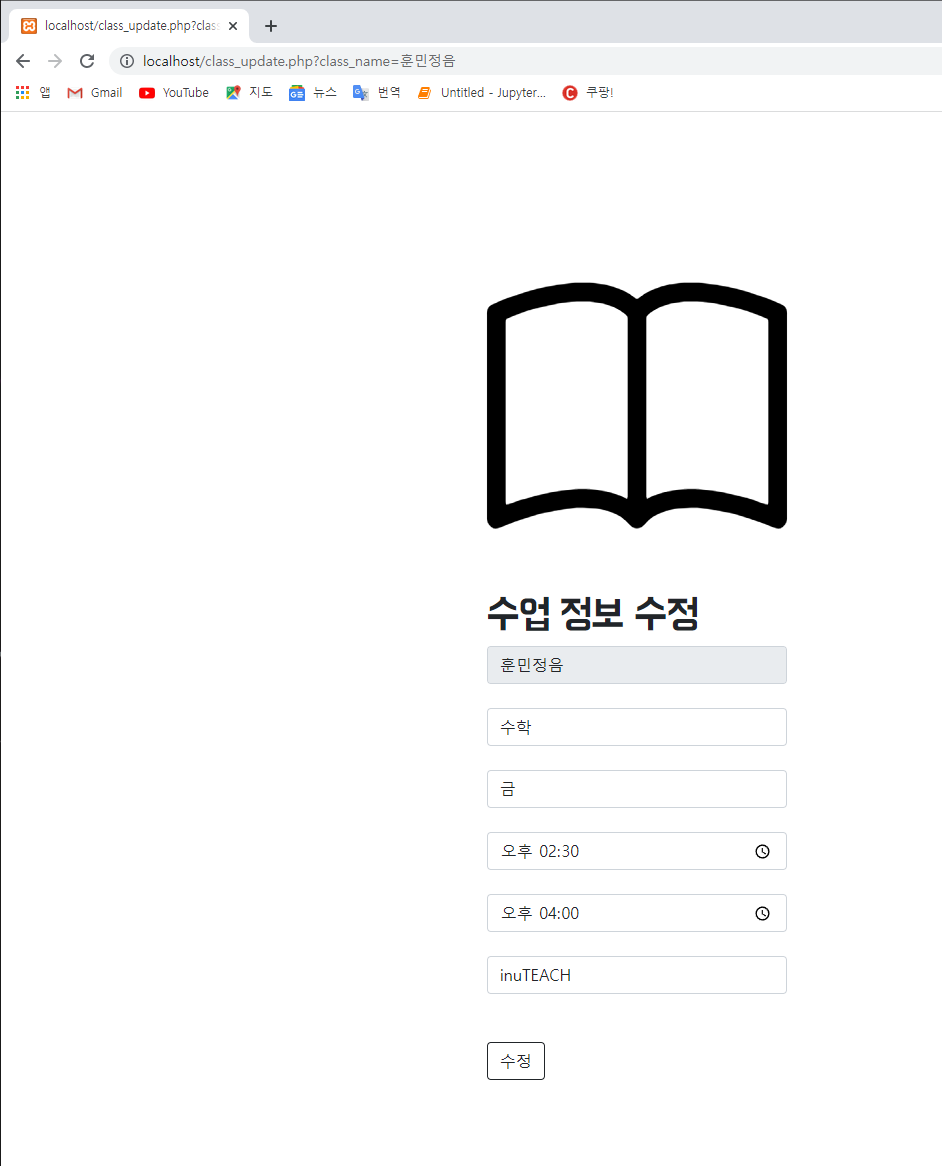 localhost/class_update.php?clas
localhost/class_update.php?class_name=훈민정음
앱 Gmail YouTube 지도 뉴스 번역 Untitled - Jupyter... 쿠팡!
수업 정보 수정
훈민정음
수학
금
오후 02:30
오후 04:00
inuTEACH
수정